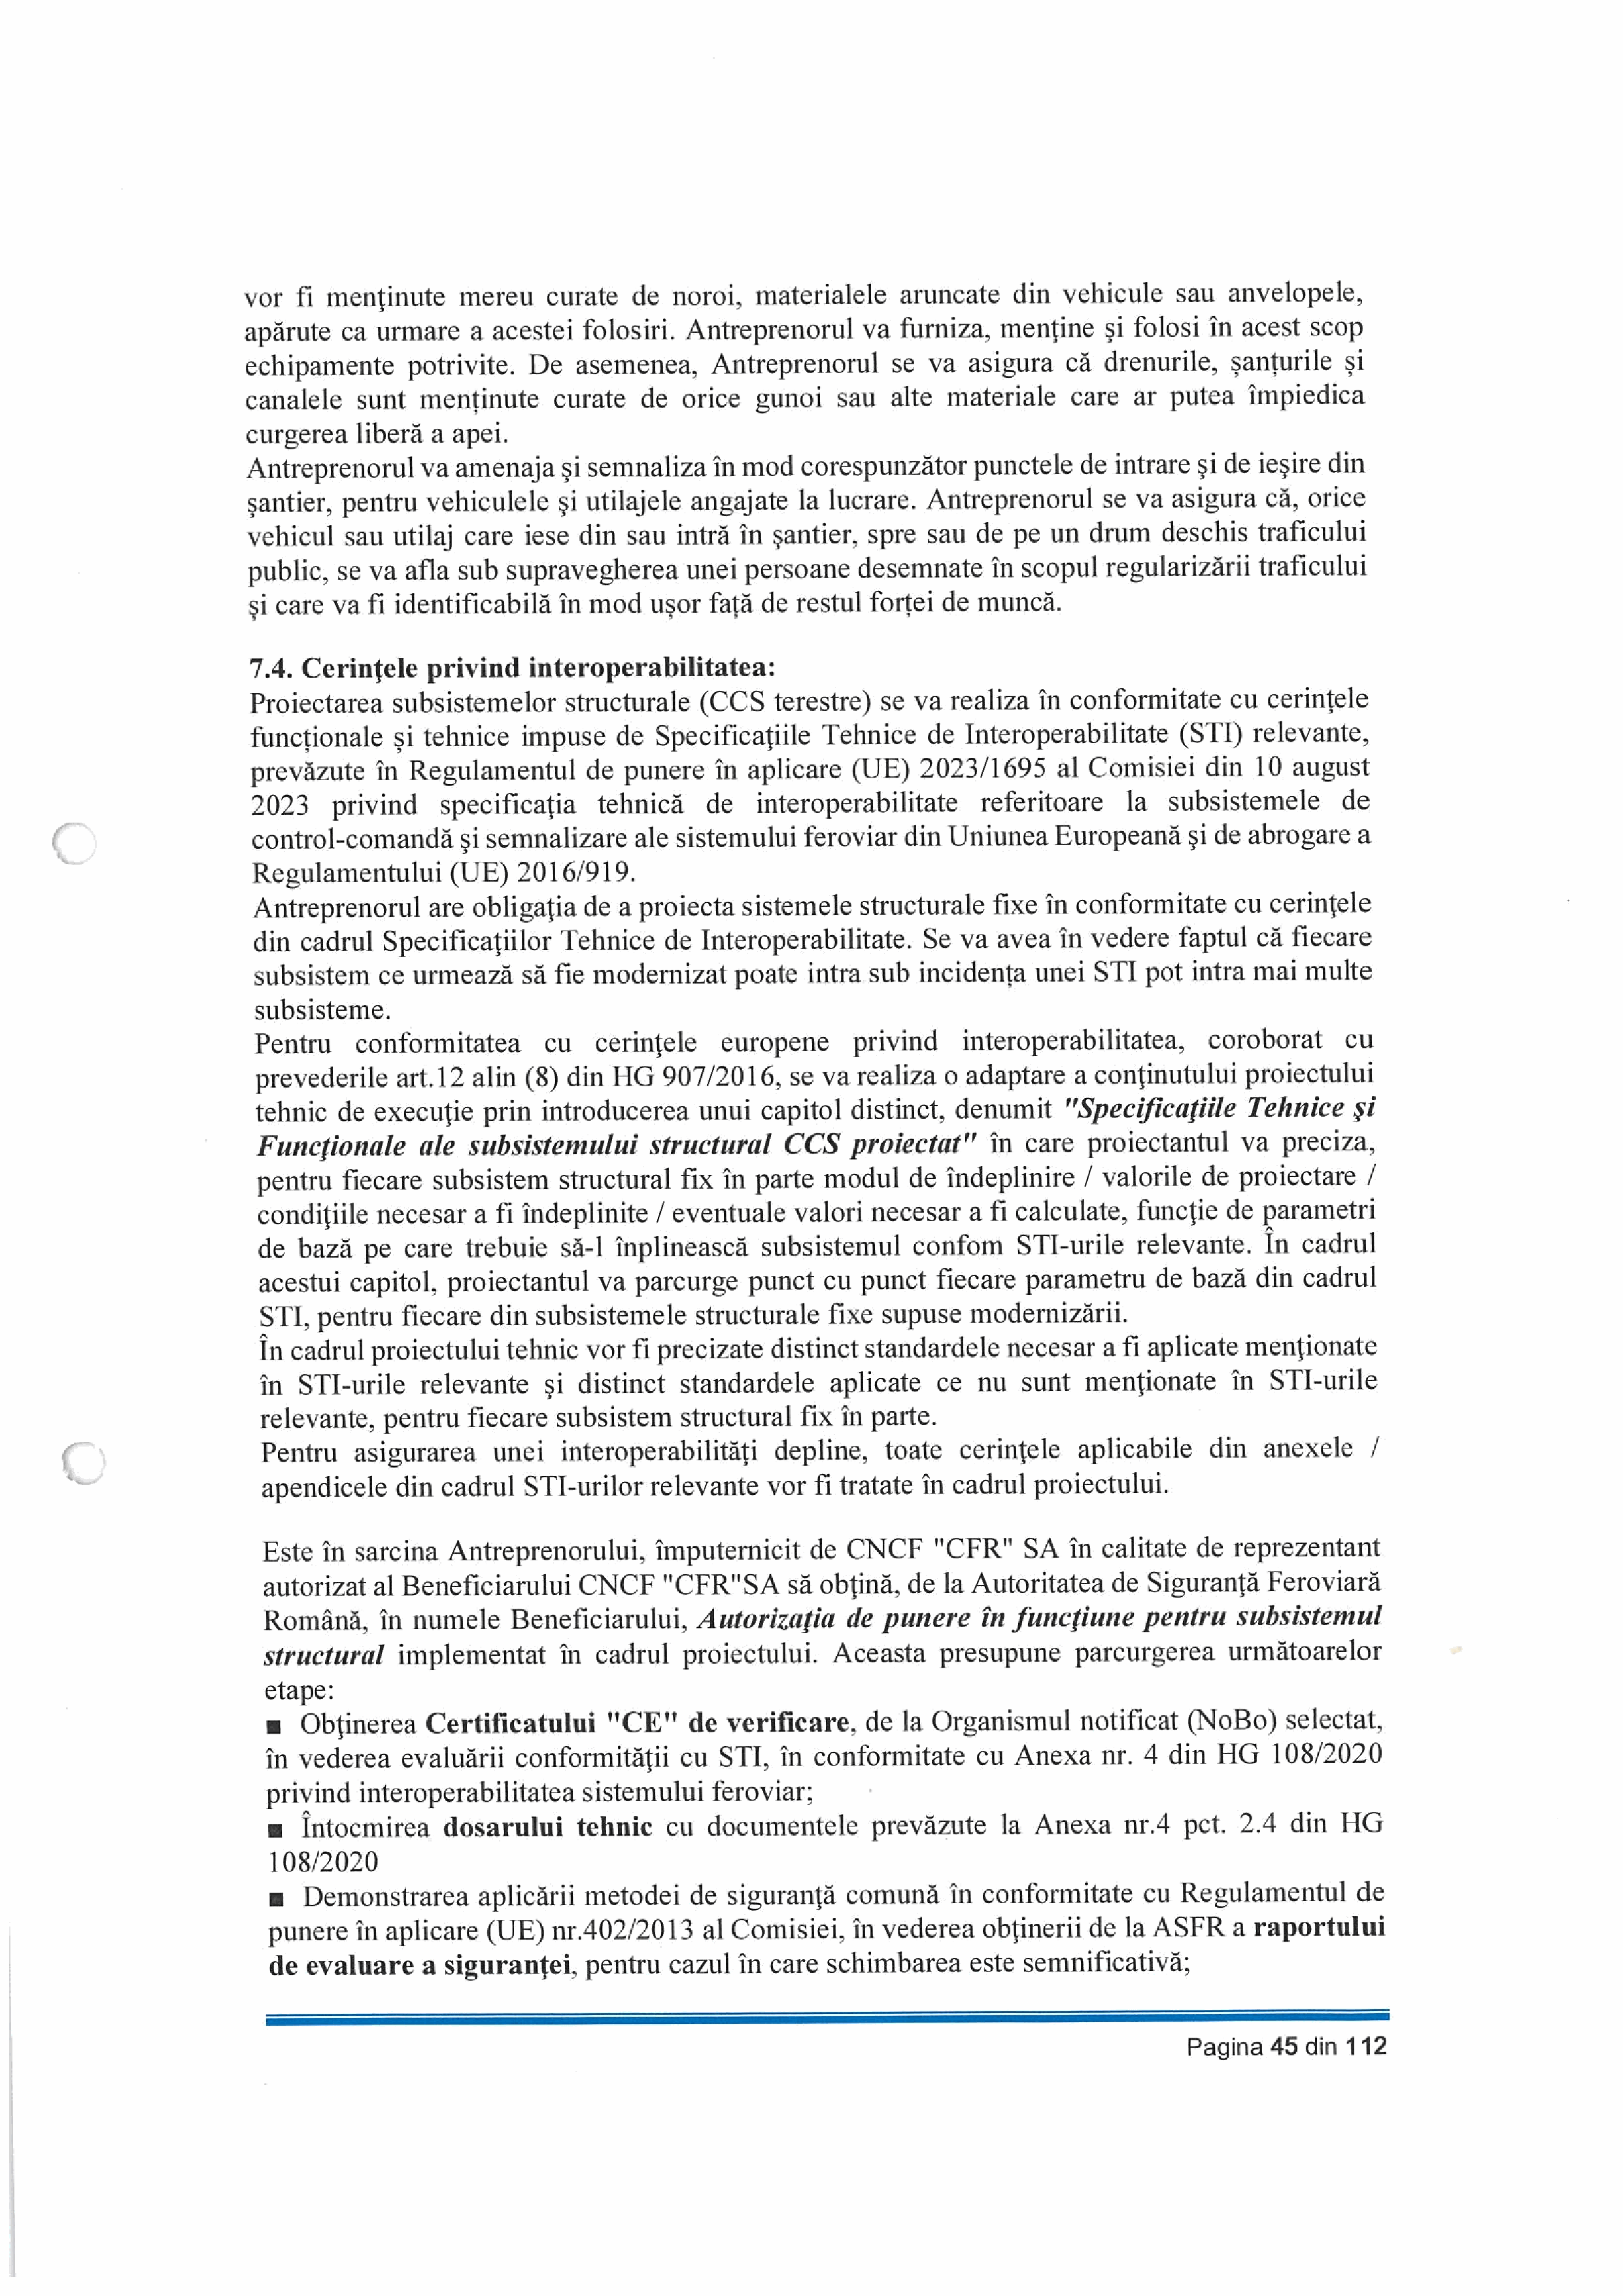 vor fi menţinute mereu curate de noroi, materialele aruncate din vehicule sau anvelopele,
apărute ca urmare a acestei folosiri. Antreprenorul va furniza, menţine şi folosi în acest scop
echipamente potrivite. De asemenea, Antreprenorul se va asigura că drenurile, şanţurile şi
canalele sunt menţinute curate de orice gunoi sau alte materiale care ar putea împiedica
curgerea liberă a apei.
Antreprenorul va amenaja şi semnaliza în mod corespunzător punctele de intrare şi de ieşire din
şantier, pentru vehiculele şi utilajele angajate la lucrare. Antreprenorul se va asigura că, orice
vehicul sau utilaj care iese din sau intră în şantier, spre sau de pe un drum deschis traficului
public, se va afla sub supravegherea unei persoane desemnate în scopul regularizării traficului
şi care va fi identificabilă în mod uşor faţă de restul forţei de muncă.
7.4. Cerinţele privind interoperabilitatea:
Proiectarea subsistemelor structurale (CCS terestre) se va realiza în conformitate cu cerinţele
funcţionale şi tehnice impuse de Specificaţiile Tehnice de Interoperabilitate (STI) relevante,
prevăzute în Regulamentul de punere în aplicare (UE) 2023/1695 al Comisiei din 10 august
2023 privind specificaţia tehnică de interoperabilitate referitoare la subsistemele de
control-comandă şi semnalizare ale sistemului feroviar din Uniunea Europeană şi de abrogare a
Regulamentului (UE) 2016/919.
Antreprenorul are obligaţia de a proiecta sistemele structurale fixe în conformitate cu cerinţele
din cadrul Specificaţiilor Tehnice de Interoperabilitate. Se va avea în vedere faptul că fiecare
subsistem ce urmează să fie modernizat poate intra sub incidenţa unei STI pot intra mai multe
subsisteme.
Pentru conformitatea cu cerinţele europene privind interoperabilitatea, coroborat cu
prevederile art.12 alin (8) din HG 907/2016, se va realiza o adaptare a conţinutului proiectului
tehnic de execuţie prin introducerea unui capitol distinct, denumit "Specificaţiile Tehnice şi
Funcţionale ale subsistemului structural CCS proiectat" în care proiectantul va preciza,
pentru fiecare subsistem structural fix în parte modul de îndeplinire / valorile de proiectare /
condiţiile necesar a fi îndeplinite / eventuale valori necesar a fi calculate, funcţie de parametri
de bază pe care trebuie să-l înplinească subsistemul confom STI-urile relevante. În cadrul
acestui capitol, proiectantul va parcurge punct cu punct fiecare parametru de bază din cadrul
STI, pentru fiecare din subsistemele structurale fixe supuse modernizării.
În cadrul proiectului tehnic vor fi precizate distinct standardele necesar a fi aplicate menţionate
în STI-urile relevante şi distinct standardele aplicate ce nu sunt menţionate în STI-urile
relevante, pentru fiecare subsistem structural fix în parte.
Pentru asigurarea unei interoperabilităţi depline, toate cerinţele aplicabile din anexele /
apendicele din cadrul STI-urilor relevante vor fi tratate în cadrul proiectului.
Este în sarcina Antreprenorului, împuternicit de CNCF "CFR" SA în calitate de reprezentant
autorizat al Beneficiarului CNCF "CFR"SA să obţină, de la Autoritatea de Siguranţă Feroviară
Română, în numele Beneficiarului, Autorizaţia de punere în funcţiune pentru subsistemul
structural implementat în cadrul proiectului. Aceasta presupune parcurgerea următoarelor
etape:
▪ Obţinerea Certificatului "CE" de verificare, de la Organismul notificat (NoBo) selectat,
în vederea evaluării conformităţii cu STI, în conformitate cu Anexa nr. 4 din HG 108/2020
privind interoperabilitatea sistemului feroviar;
▪ Întocmirea dosarului tehnic cu documentele prevăzute la Anexa nr.4 pct. 2.4 din HG
108/2020
▪ Demonstrarea aplicării metodei de siguranţă comună în conformitate cu Regulamentul de
punere în aplicare (UE) nr.402/2013 al Comisiei, în vederea obţinerii de la ASFR a raportului
de evaluare a siguranţei, pentru cazul în care schimbarea este semnificativă;
Pagina 45 din 112